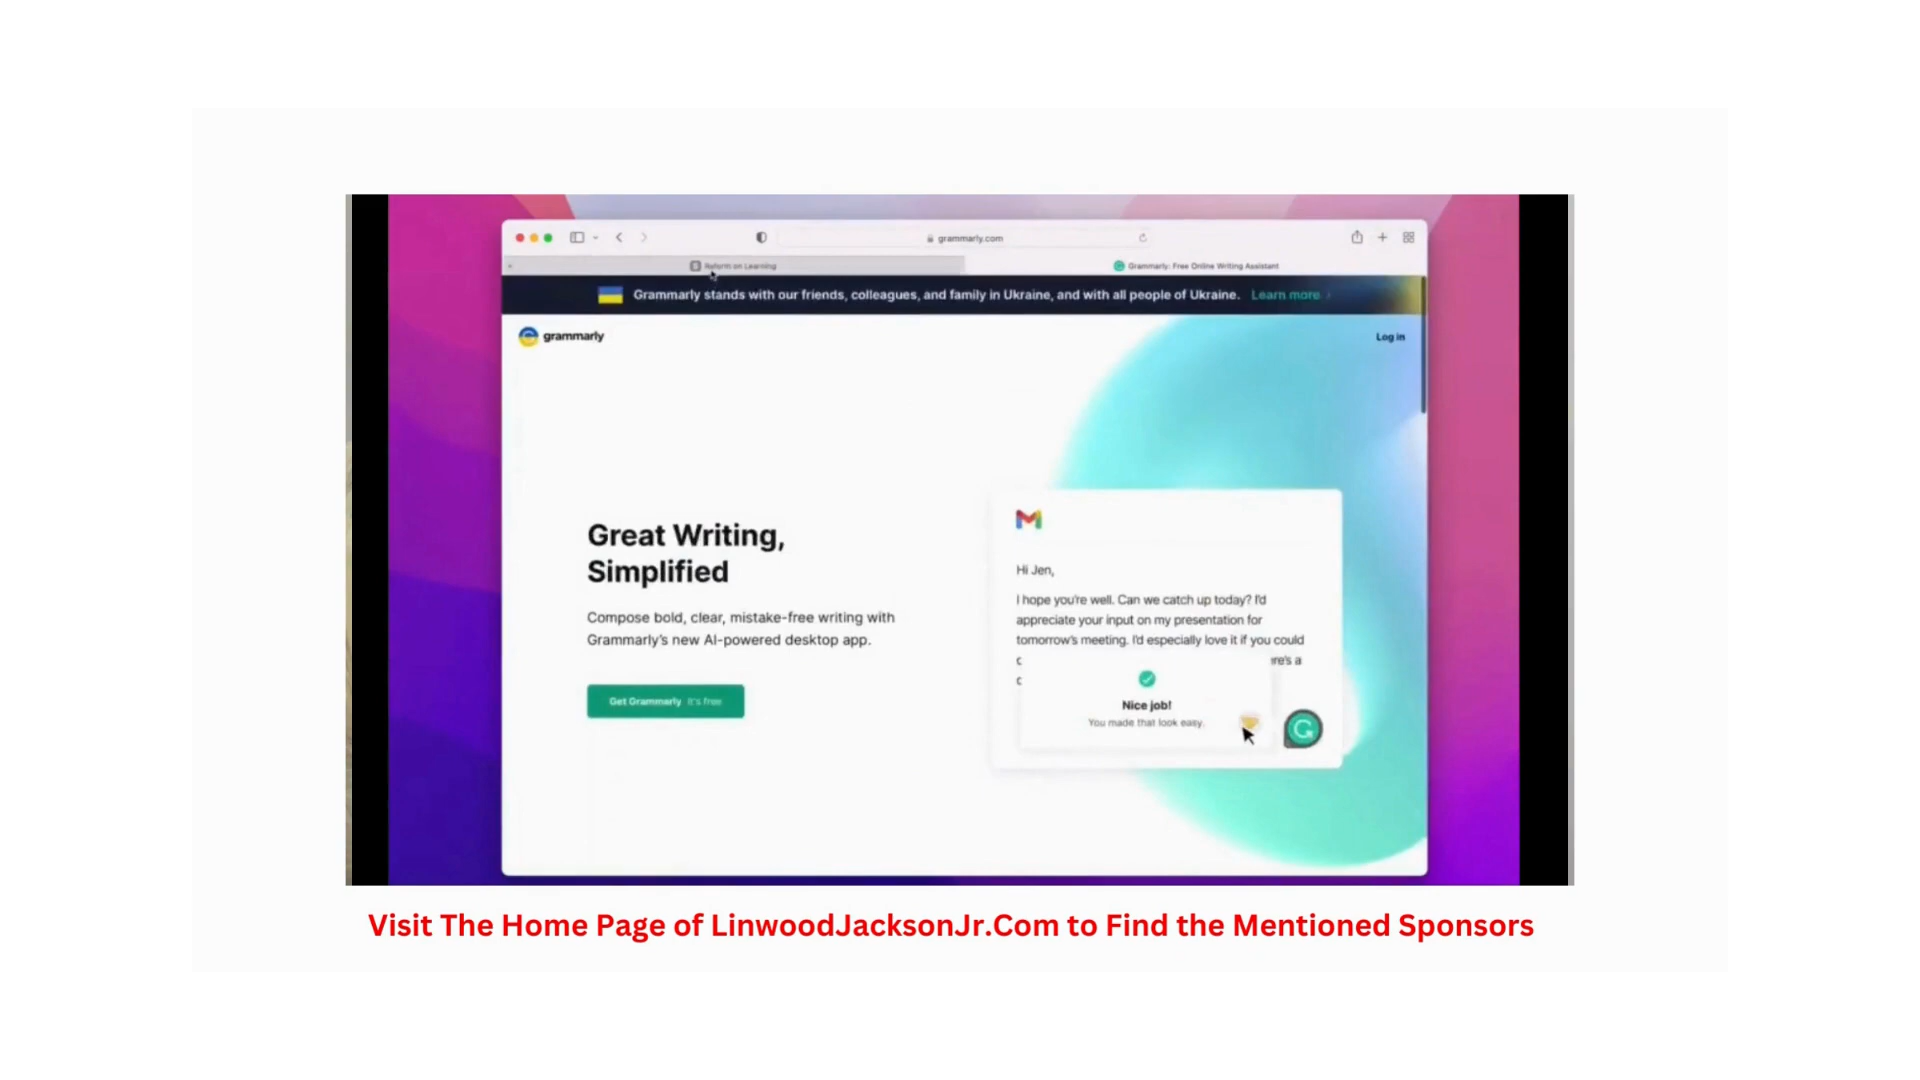 grammarly.com
Reform on Learning
Grammarly: Free Online Writing Assistant
Grammarly stands with our friends, colleagues, and family in Ukraine, and with all people of Ukraine. Learn more ›
grammarly
Log in
Great Writing,
Simplified
Compose bold, clear, mistake-free writing with
Grammarly's new AI-powered desktop app.
Get Grammarly It's free
Hi Jen,
I hope you're well. Can we catch up today? I'd
appreciate your input on my presentation for
tomorrow's meeting. I'd especially love it if you could
c re's a
c
Nice job!
You made that look easy.
Visit The Home Page of LinwoodJacksonJr.Com to Find the Mentioned Sponsors